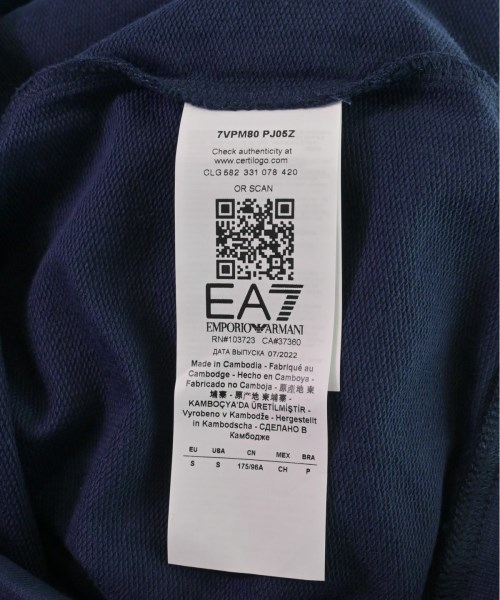 7VPM80 PJ05Z
Check authenticity at
www.certilogo.com
CLG 582 331 078 420
OR SCAN
EA7
EMPORIO ARMANI
RN#103723 CA#37360
ДАТА ВЫПУСКА 07/2022
Made in Cambodia - Fabriqué au
Cambodge - Hecho en Camboya -
Fabricado no Camboja - 原產地 柬
埔寨 - 原产地 柬埔寨 -
KAMBOÇYA'DA ÜRETİLMİŞTİR -
Vyrobeno v Kambodže - Hergestellt
in Kambodscha - СДЕЛАНО В
Камбодже
EU USA CN MEX BRA
S S 175/96A CH P